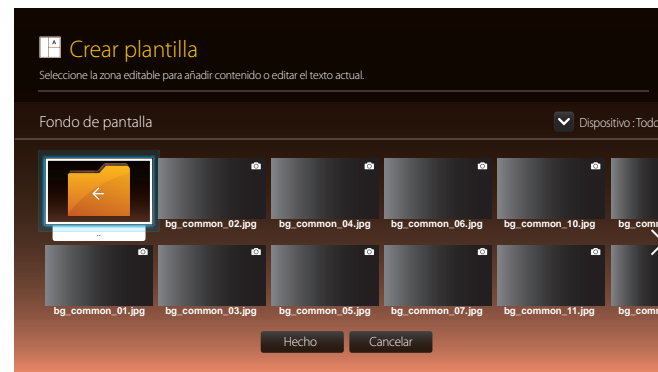 Crear plantilla
Seleccione la zona editable para añadir contenido o editar el texto actual.
Fondo de pantalla
Dispositivo : Todo
..
bg_common_02.jpg bg_common_04.jpg bg_common_06.jpg bg_common_10.jpg bg_com
bg_common_01.jpg bg_common_03.jpg bg_common_05.jpg bg_common_07.jpg bg_common_11.jpg bg_com
Hecho Cancelar